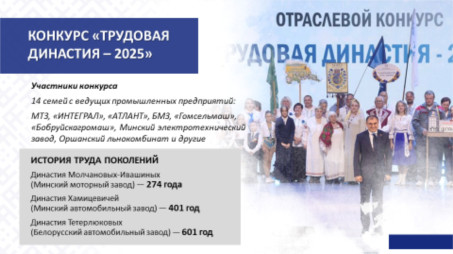 КОНКУРС «ТРУДОВАЯ
ДИНАСТИЯ – 2025»
ОТРАСЛЕВОЙ КОНКУРС
РУДОВАЯ ДИНАСТИЯ - 2
Участники конкурса
14 семей с ведущих промышленных предприятий:
МТЗ, «ИНТЕГРАЛ», «АТЛАНТ», БМЗ, «Гомсельмаш»,
«Бобруйскагромаш», Минский электротехнический
завод, Оршанский льнокомбинат и другие
ИСТОРИЯ ТРУДА ПОКОЛЕНИЙ
Династия Молчановых-Ивашиных
(Минский моторный завод) — 274 года
Династия Хамицевичей
(Минский автомобильный завод) — 401 год
Династия Тетерлюковых
(Белорусский автомобильный завод) — 601 год